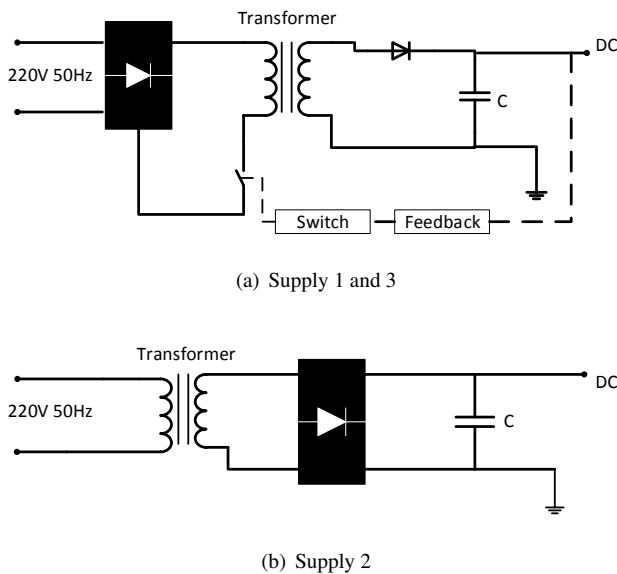 Transformer
DC
220V 50Hz
C
Switch
Feedback
(a) Supply 1 and 3
Transformer
DC
220V 50Hz
C
(b) Supply 2